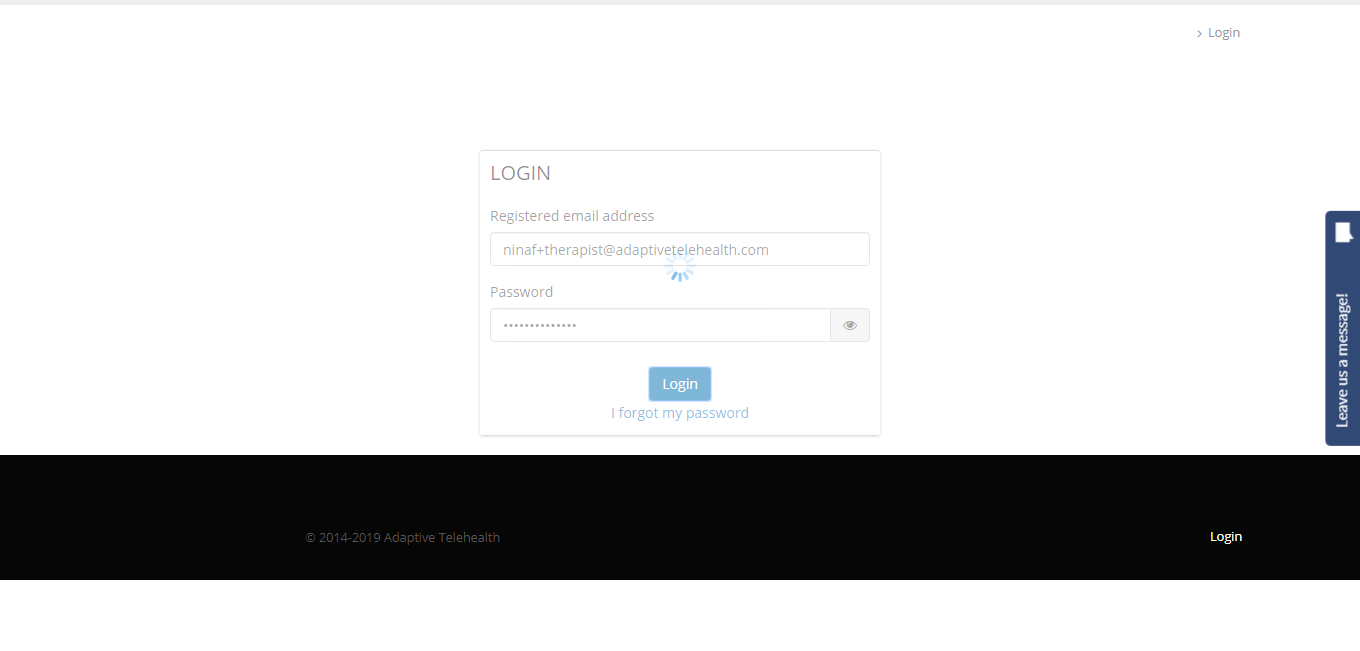 Login
LOGIN
Registered email address
ninaf+therapist@adaptivetelehealth.com
Password
••••••••••••••
Login
I forgot my password
Leave us a message!
© 2014-2019 Adaptive Telehealth
Login